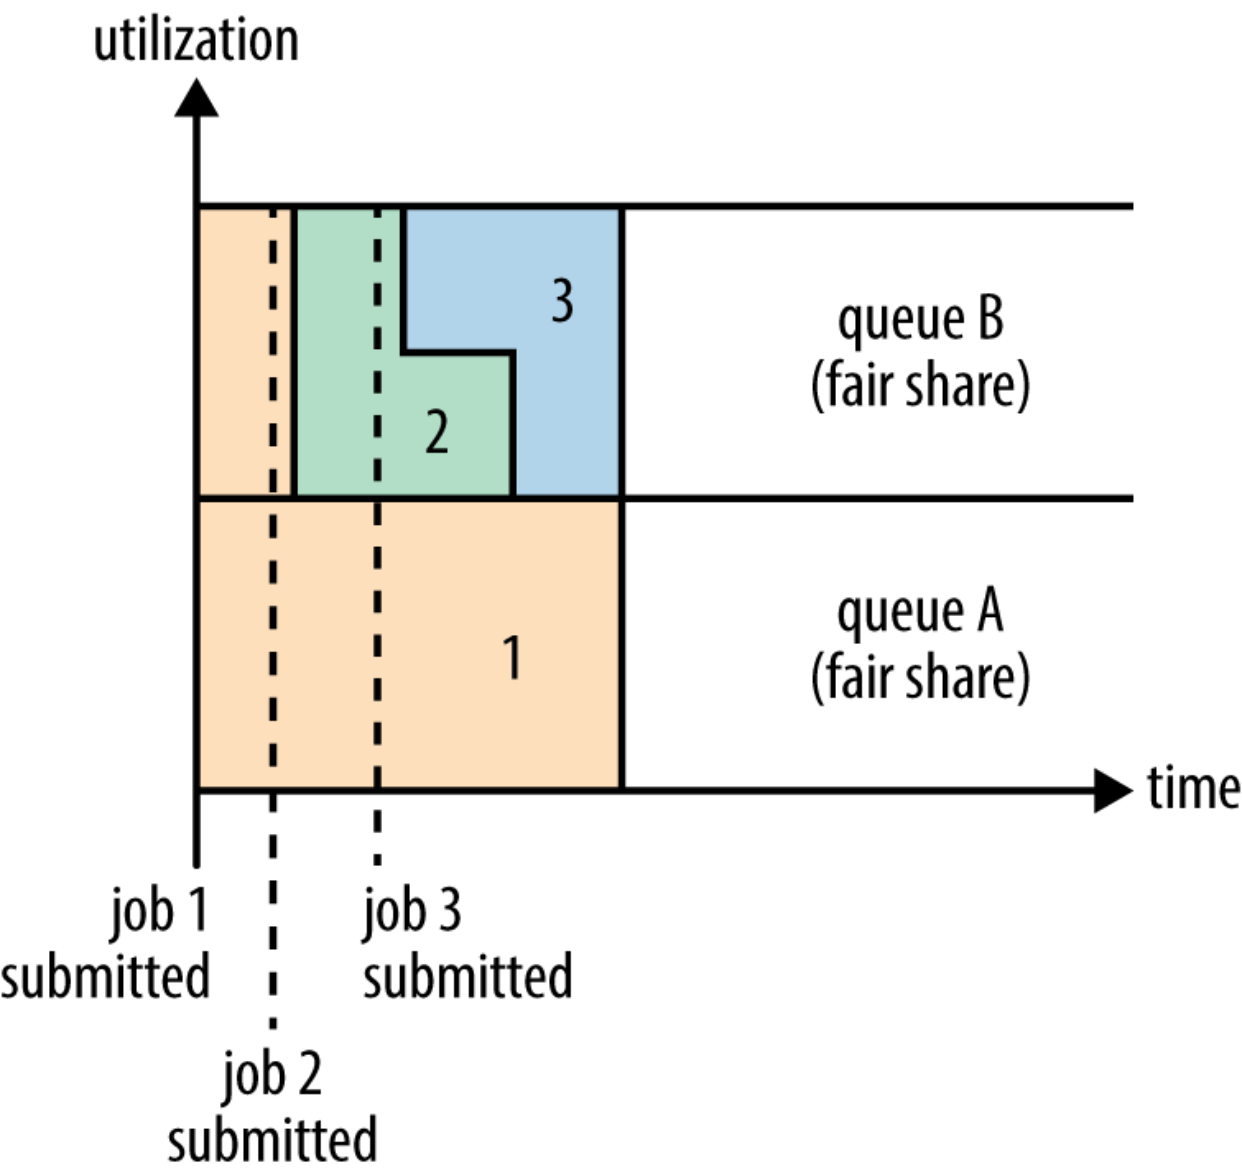 utilization
3
queue B
(fair share)
2
queue A
(fair share)
1
time
job 1
submitted
job 3
submitted
job 2
submitted